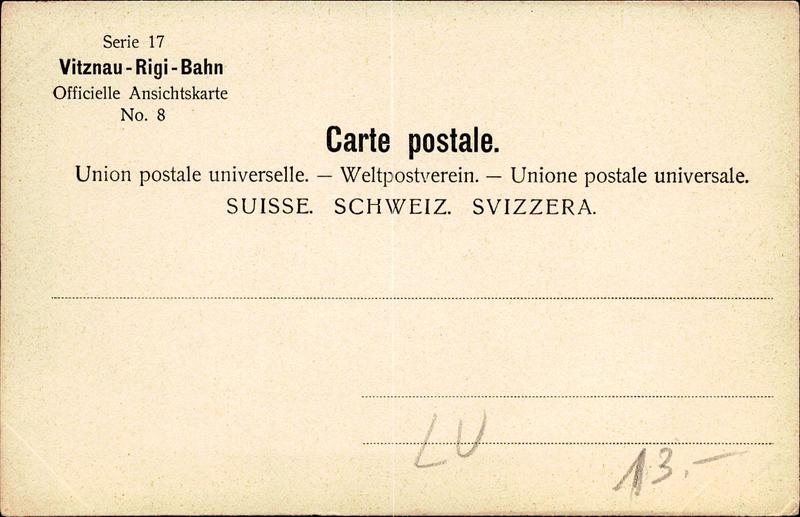 Serie 17
Vitznau-Rigi-Bahn
Officielle Ansichtskarte
No. 8
Carte postale.
Union postale universelle. — Weltpostverein. — Unione postale universale.
SUISSE. SCHWEIZ. SVIZZERA.
LU
13.-